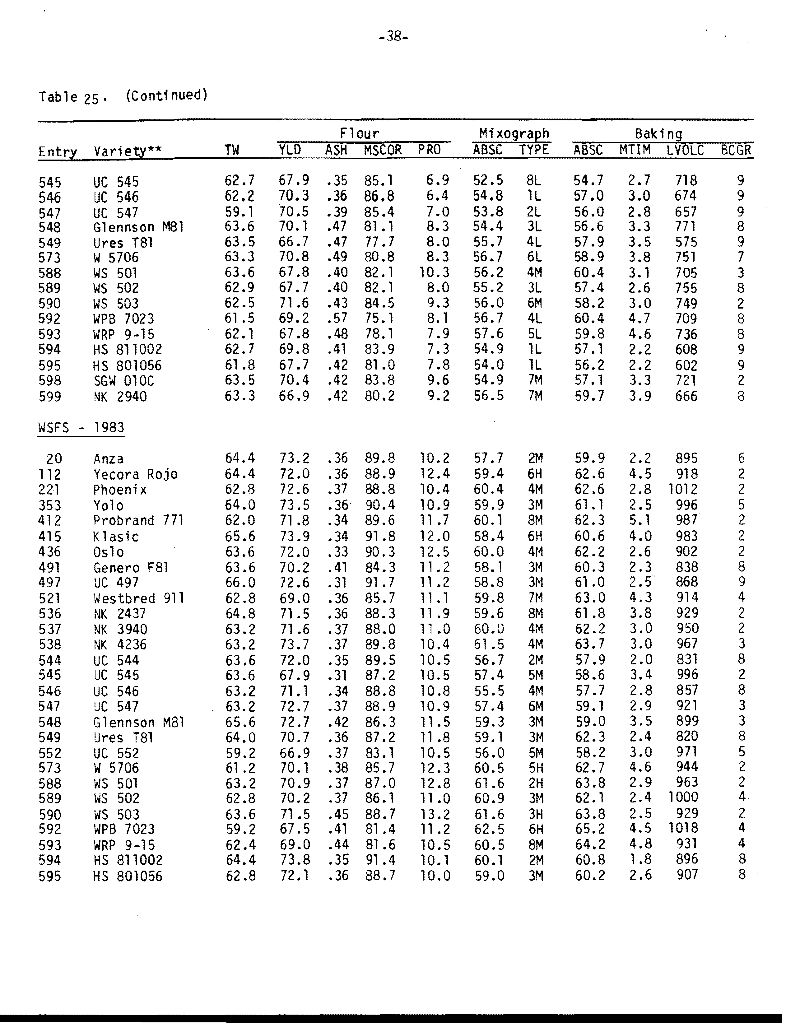 -38-
Table 25. (Continued)
Flour Mixograph Baking
Entry Variety** TW YLD ASH MSCOR PRO ABSC TYPE ABSC MTIM LVOLC BCGR
545 UC 545 62.7 67.9 .35 85.1 6.9 52.5 8L 54.7 2.7 718 9
546 UC 546 62.2 70.3 .36 86.8 6.4 54.8 1L 57.0 3.0 674 9
547 UC 547 59.1 70.5 .39 85.4 7.0 53.8 2L 56.0 2.8 657 9
548 Glennson M81 63.6 70.1 .47 81.1 8.3 54.4 3L 56.6 3.3 771 8
549 Ures T81 63.5 66.7 .47 77.7 8.0 55.7 4L 57.9 3.5 575 9
573 W 5706 63.3 70.8 .49 80.8 8.3 56.7 6L 58.9 3.8 751 7
588 WS 501 63.6 67.8 .40 82.1 10.3 56.2 4M 60.4 3.1 705 3
589 WS 502 62.9 67.7 .40 82.1 8.0 55.2 3L 57.4 2.6 755 8
590 WS 503 62.5 71.6 .43 84.5 9.3 56.0 6M 58.2 3.0 749 2
592 WPB 7023 61.5 69.2 .57 75.1 8.1 56.7 4L 60.4 4.7 709 8
593 WRP 9-15 62.1 67.8 .48 78.1 7.9 57.6 5L 59.8 4.6 736 8
594 HS 811002 62.7 69.8 .41 83.9 7.3 54.9 1L 57.1 2.2 608 9
595 HS 801056 61.8 67.7 .42 81.0 7.8 54.0 1L 56.2 2.2 602 9
598 SGW 010C 63.5 70.4 .42 83.8 9.6 54.9 7M 57.1 3.3 721 2
599 NK 2940 63.3 66.9 .42 80.2 9.2 56.5 7M 59.7 3.9 666 8
WSFS - 1983
20 Anza 64.4 73.2 .36 89.8 10.2 57.7 2M 59.9 2.2 895 6
112 Yecora Rojo 64.4 72.0 .36 88.9 12.4 59.4 6H 62.6 4.5 918 2
221 Phoenix 62.8 72.6 .37 88.8 10.4 60.4 4M 62.6 2.8 1012 2
353 Yolo 64.0 73.5 .36 90.4 10.9 59.9 3M 61.1 2.5 996 5
412 Probrand 771 62.0 71.8 .34 89.6 11.7 60.1 8M 62.3 5.1 987 2
415 Klasic 65.6 73.9 .34 91.8 12.0 58.4 6H 60.6 4.0 983 2
436 Oslo 63.6 72.0 .33 90.3 12.5 60.0 4M 62.2 2.6 902 2
491 Genero F81 63.6 70.2 .41 84.3 11.2 58.1 3M 60.3 2.3 838 8
497 UC 497 66.0 72.6 .31 91.7 11.2 58.8 3M 61.0 2.5 868 9
521 Westbred 911 62.8 69.0 .36 85.7 11.1 59.8 7M 63.0 4.3 914 4
536 NK 2437 64.8 71.5 .36 88.3 11.9 59.6 8M 61.8 3.8 929 2
537 NK 3940 63.2 71.6 .37 88.0 11.0 60.0 4M 62.2 3.0 950 2
538 NK 4236 63.2 73.7 .37 89.8 10.4 61.5 4M 63.7 3.0 967 3
544 UC 544 63.6 72.0 .35 89.5 10.5 56.7 2M 57.9 2.0 831 8
545 UC 545 63.6 67.9 .31 87.2 10.5 57.4 5M 58.6 3.4 996 2
546 UC 546 63.2 71.1 .34 88.8 10.8 55.5 4M 57.7 2.8 857 8
547 UC 547 63.2 72.7 .37 88.9 10.9 57.4 6M 59.1 2.9 921 3
548 Glennson M81 65.6 72.7 .42 86.3 11.5 59.3 3M 59.0 3.5 899 3
549 Ures T81 64.0 70.7 .36 87.2 11.8 59.1 3M 62.3 2.4 820 8
552 UC 552 59.2 66.9 .37 83.1 10.5 56.0 5M 58.2 3.0 971 5
573 W 5706 61.2 70.1 .38 85.7 12.3 60.5 5H 62.7 4.6 944 2
588 WS 501 63.2 70.9 .37 87.0 12.8 61.6 2H 63.8 2.9 963 2
589 WS 502 62.8 70.2 .37 86.1 11.0 60.9 3M 62.1 2.4 1000 4
590 WS 503 63.6 71.5 .45 88.7 13.2 61.6 3H 63.8 2.5 929 2
592 WPB 7023 59.2 67.5 .41 81.4 11.2 62.5 6H 65.2 4.5 1018 4
593 WRP 9-15 62.4 69.0 .44 81.6 10.5 60.5 8M 64.2 4.8 931 4
594 HS 811002 64.4 73.8 .35 91.4 10.1 60.1 2M 60.8 1.8 896 8
595 HS 801056 62.8 72.1 .36 88.7 10.0 59.0 3M 60.2 2.6 907 8